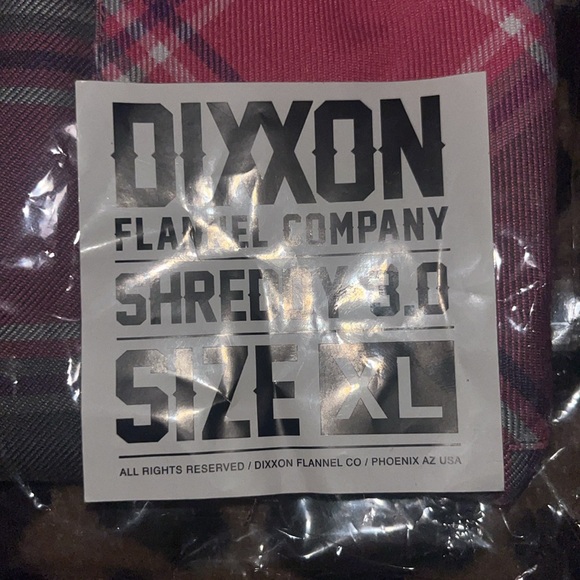 DIXXON
FLANNEL COMPANY
SHREDDY 3.0
SIZE XL
ALL RIGHTS RESERVED / DIXXON FLANNEL CO / PHOENIX AZ USA